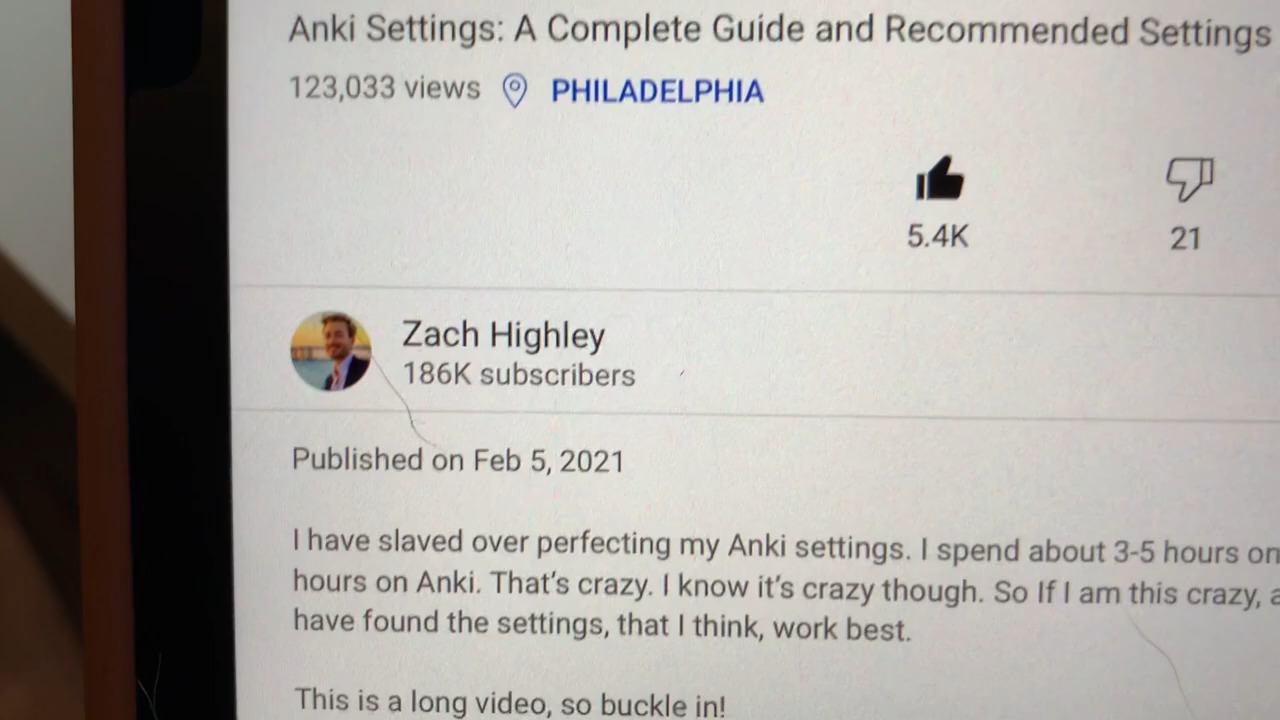 Anki Settings: A Complete Guide and Recommended Settings
123,033 views PHILADELPHIA
5.4K 21
Zach Highley
186K subscribers
Published on Feb 5, 2021
I have slaved over perfecting my Anki settings. I spend about 3-5 hours on
hours on Anki. That's crazy. I know it's crazy though. So If I am this crazy, a
have found the settings, that I think, work best.
This is a long video, so buckle in!